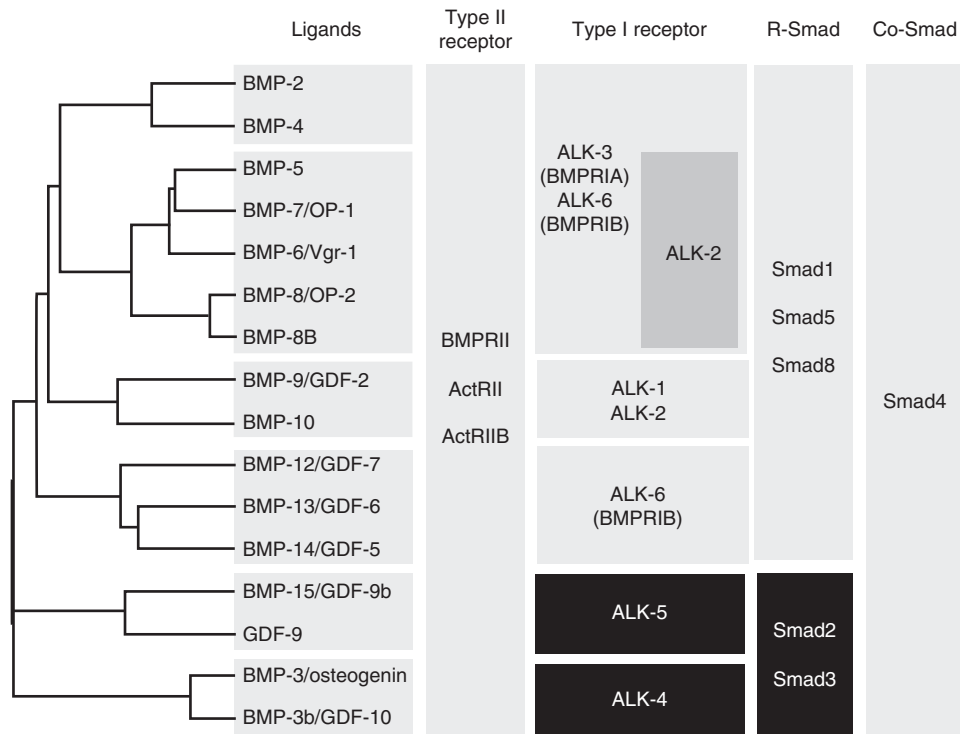 Ligands
Type II
receptor
Type I receptor
R-Smad
Co-Smad
BMP-2
BMP-4
BMP-5
BMP-7/OP-1
BMP-6/Vgr-1
BMP-8/OP-2
BMP-8B
BMP-9/GDF-2
BMP-10
BMP-12/GDF-7
BMP-13/GDF-6
BMP-14/GDF-5
BMP-15/GDF-9b
GDF-9
BMP-3/osteogenin
BMP-3b/GDF-10
BMPRII
ActRII
ActRIIB
ALK-3
(BMPRIA)
ALK-6
(BMPRIB)
ALK-2
ALK-1
ALK-2
ALK-6
(BMPRIB)
ALK-5
ALK-4
Smad1
Smad5
Smad8
Smad2
Smad3
Smad4